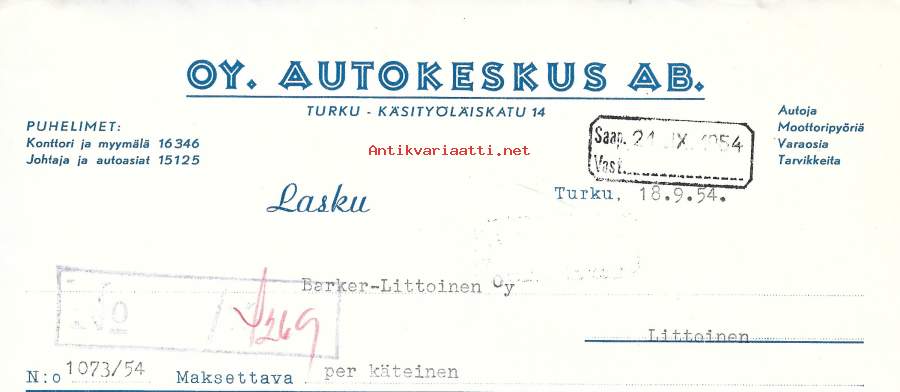 OY. AUTOKESKUS AB.
TURKU - KÄSITYÖLÄISKATU 14
PUHELIMET:
Konttori ja myymälä 16346
Johtaja ja autoasiat 15125
Autoja
Moottoripyöriä
Varaosia
Tarvikkeita
Antikvariaatti.net
Saap. 21 IX. 1954
Vast.
Lasku
Turku, 18.9.54.
Barker-Littoinen Oy
No 269
Littoinen
N:o 1073/54 Maksettava per käteinen